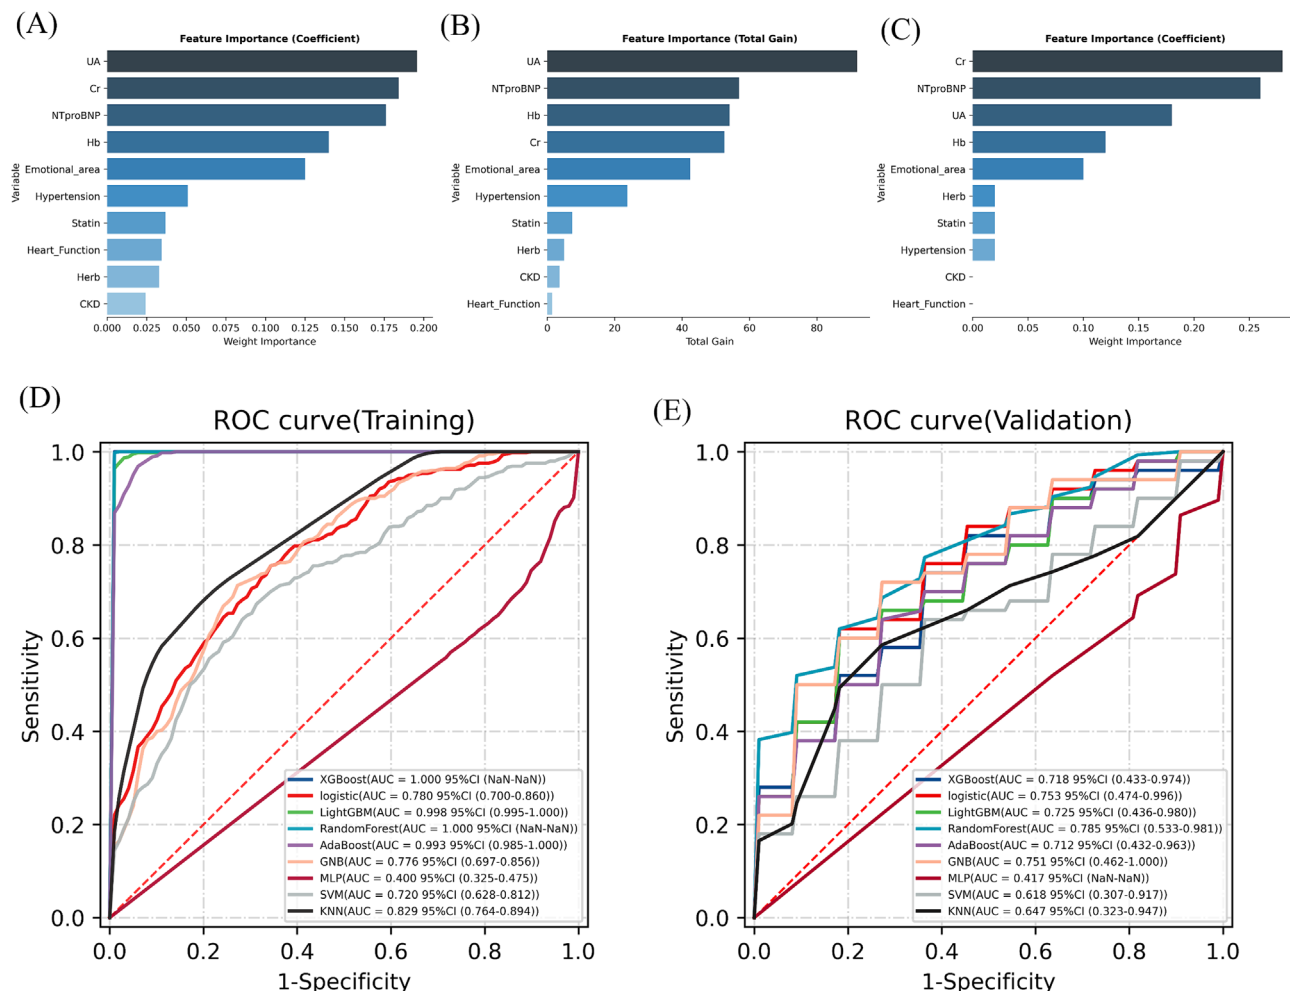 (A)
Feature Importance (Coefficient)
Variable
UA
Cr
NTproBNP
Hb
Emotional_area
Hypertension
Statin
Heart_Function
Herb
CKD
0.000 0.025 0.050 0.075 0.100 0.125 0.150 0.175 0.200
Weight Importance
(B)
Feature Importance (Total Gain)
Variable
UA
NTproBNP
Hb
Cr
Emotional_area
Hypertension
Statin
Herb
CKD
Heart_Function
0 20 40 60 80
Total Gain
(C)
Feature Importance (Coefficient)
Variable
Cr
NTproBNP
UA
Hb
Emotional_area
Herb
Statin
Hypertension
CKD
Heart_Function
0.00 0.05 0.10 0.15 0.20 0.25
Weight Importance
(D)
ROC curve(Training)
Sensitivity
1.0
0.8
0.6
0.4
0.2
0.0
XGBoost(AUC = 1.000 95%CI (NaN-NaN))
logistic(AUC = 0.780 95%CI (0.700-0.860))
LightGBM(AUC = 0.998 95%CI (0.995-1.000))
RandomForest(AUC = 1.000 95%CI (NaN-NaN))
AdaBoost(AUC = 0.993 95%CI (0.985-1.000))
GNB(AUC = 0.776 95%CI (0.697-0.856))
MLP(AUC = 0.400 95%CI (0.325-0.475))
SVM(AUC = 0.720 95%CI (0.628-0.812))
KNN(AUC = 0.829 95%CI (0.764-0.894))
0.0 0.2 0.4 0.6 0.8 1.0
1-Specificity
(E)
ROC curve(Validation)
Sensitivity
1.0
0.8
0.6
0.4
0.2
0.0
XGBoost(AUC = 0.718 95%CI (0.433-0.974))
logistic(AUC = 0.753 95%CI (0.474-0.996))
LightGBM(AUC = 0.725 95%CI (0.436-0.980))
RandomForest(AUC = 0.785 95%CI (0.533-0.981))
AdaBoost(AUC = 0.712 95%CI (0.432-0.963))
GNB(AUC = 0.751 95%CI (0.462-1.000))
MLP(AUC = 0.417 95%CI (NaN-NaN))
SVM(AUC = 0.618 95%CI (0.307-0.917))
KNN(AUC = 0.647 95%CI (0.323-0.947))
0.0 0.2 0.4 0.6 0.8 1.0
1-Specificity